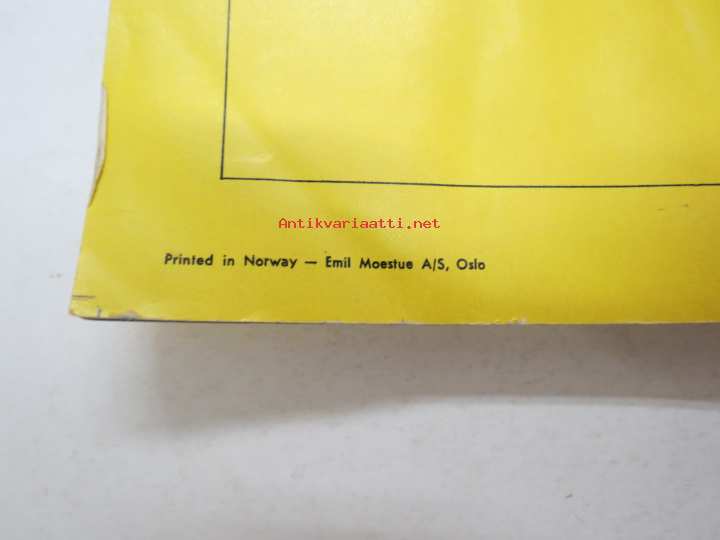 Antikvariaatti.net
Printed in Norway — Emil Moestue A/S, Oslo